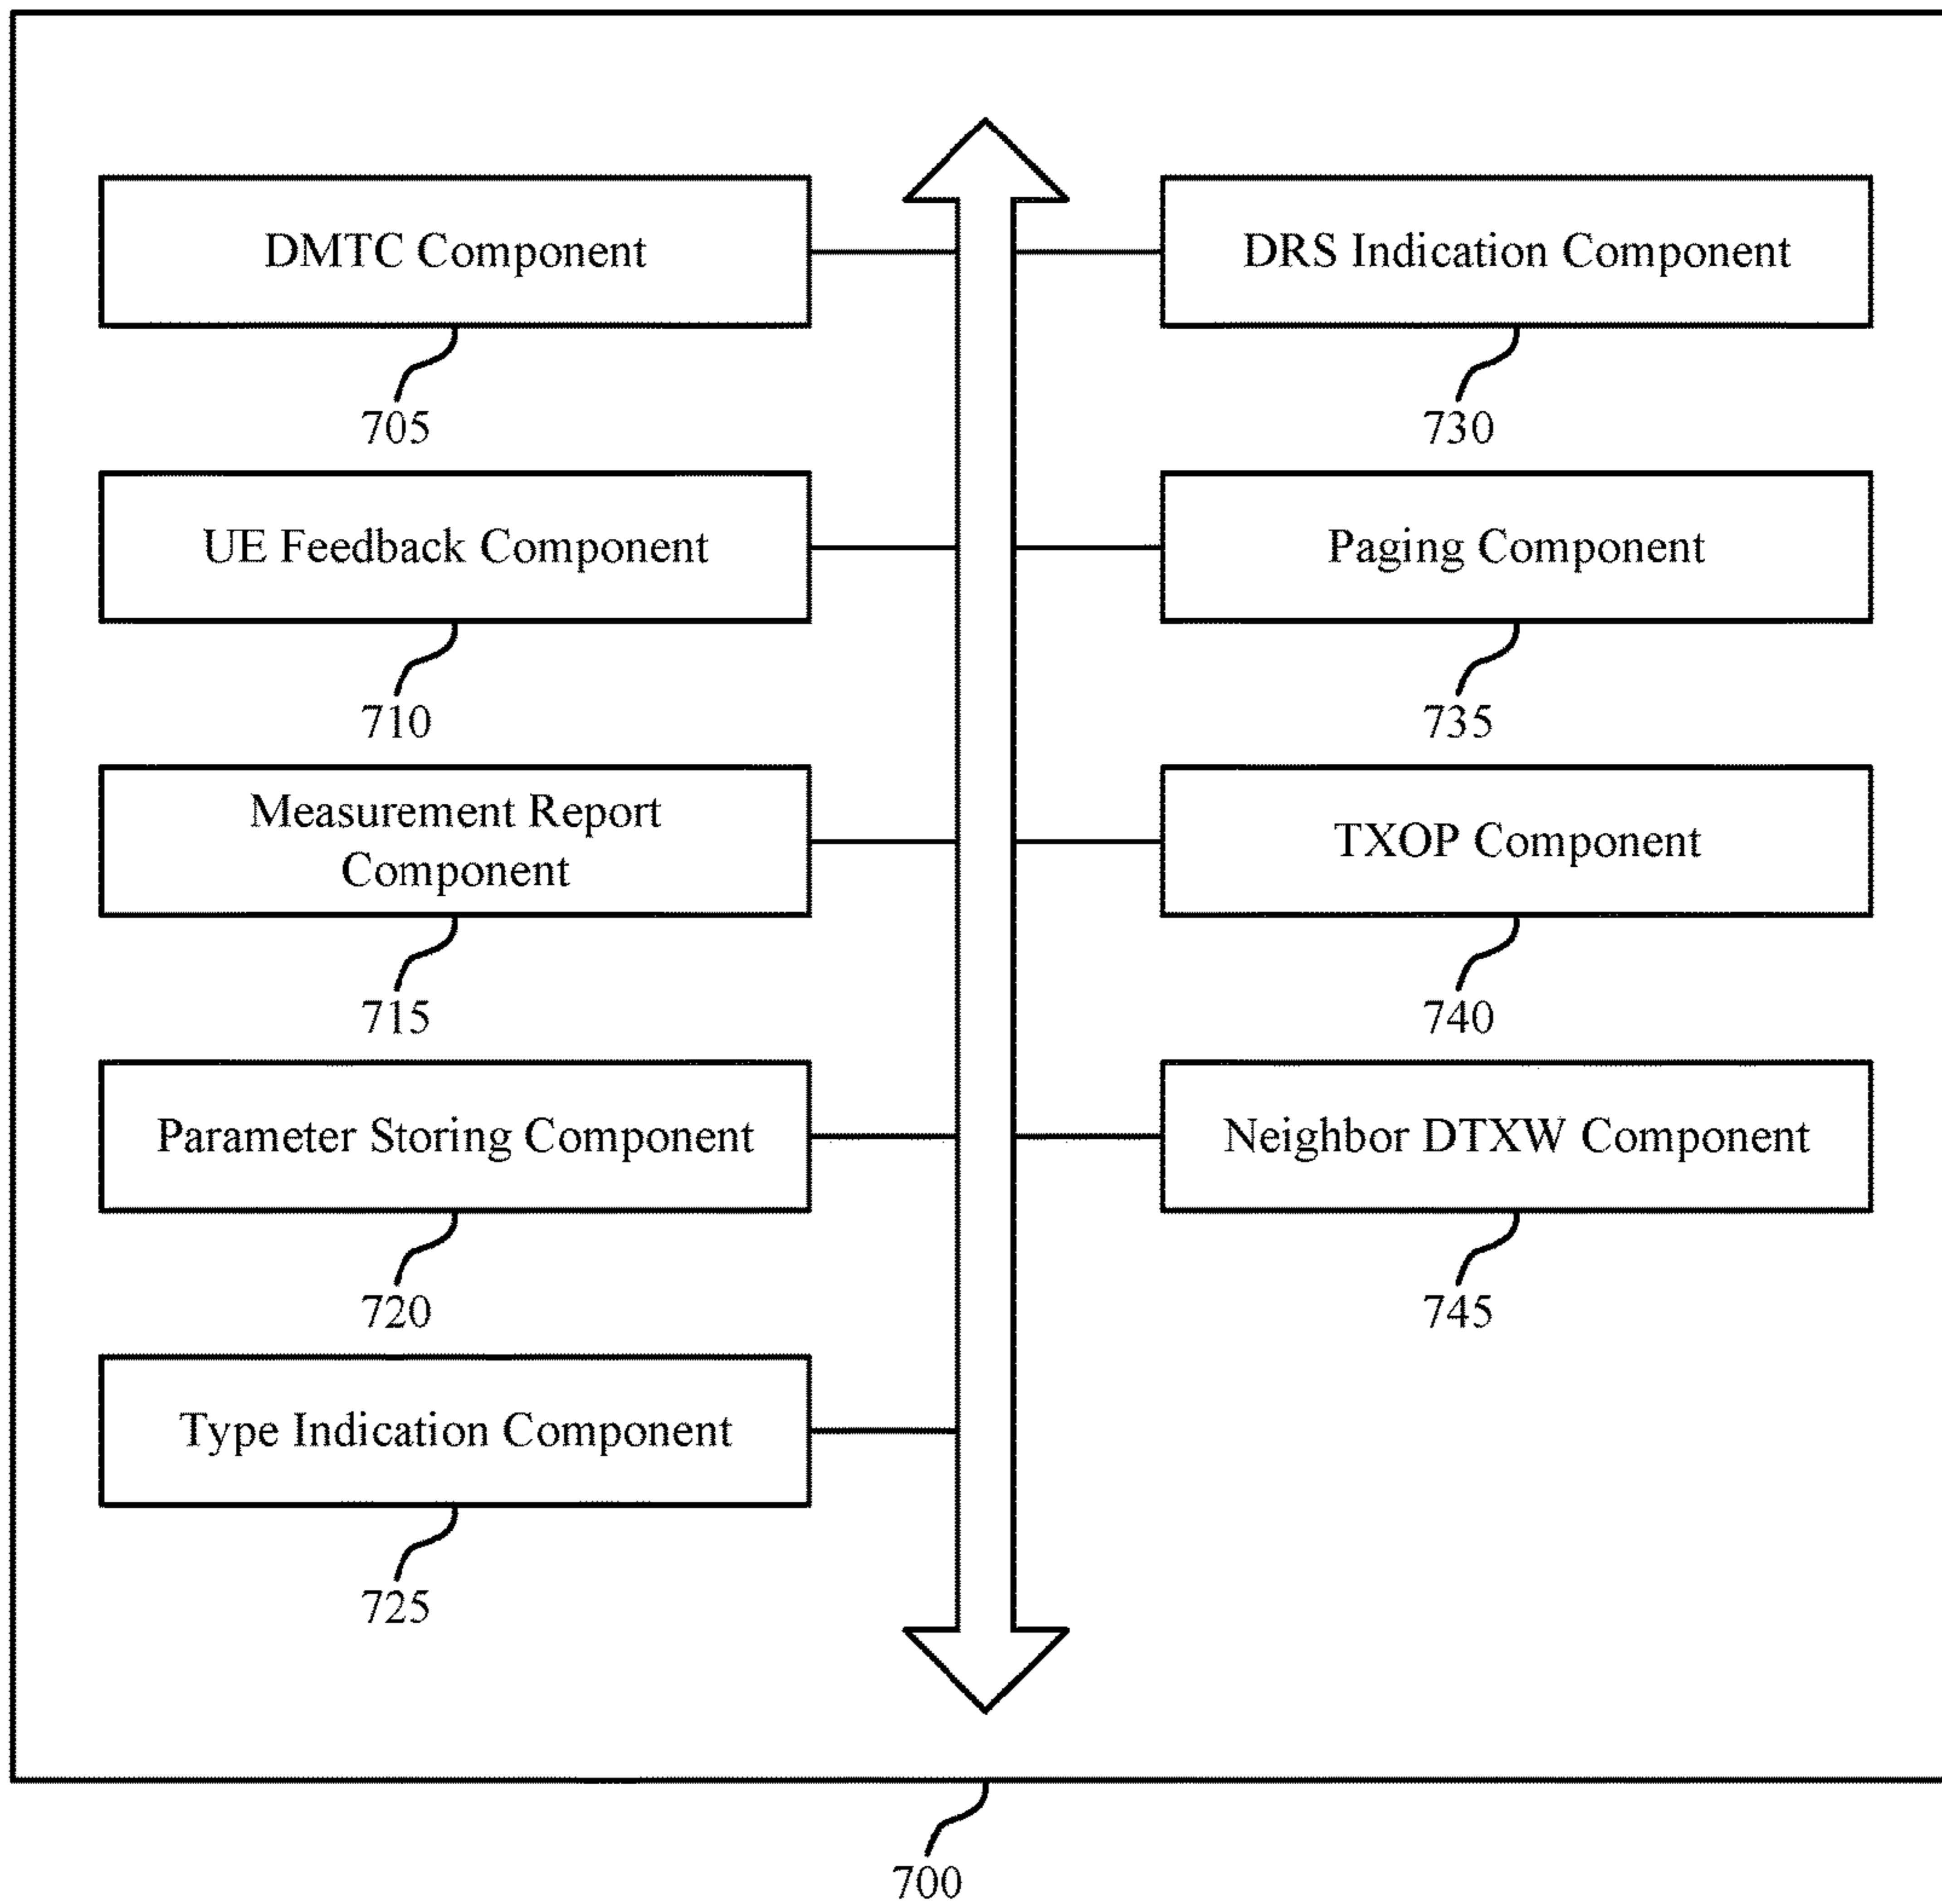 DMTC Component
705
UE Feedback Component
710
Measurement Report
Component
715
Parameter Storing Component
720
Type Indication Component
725
DRS Indication Component
730
Paging Component
735
TXOP Component
740
Neighbor DTXW Component
745
700